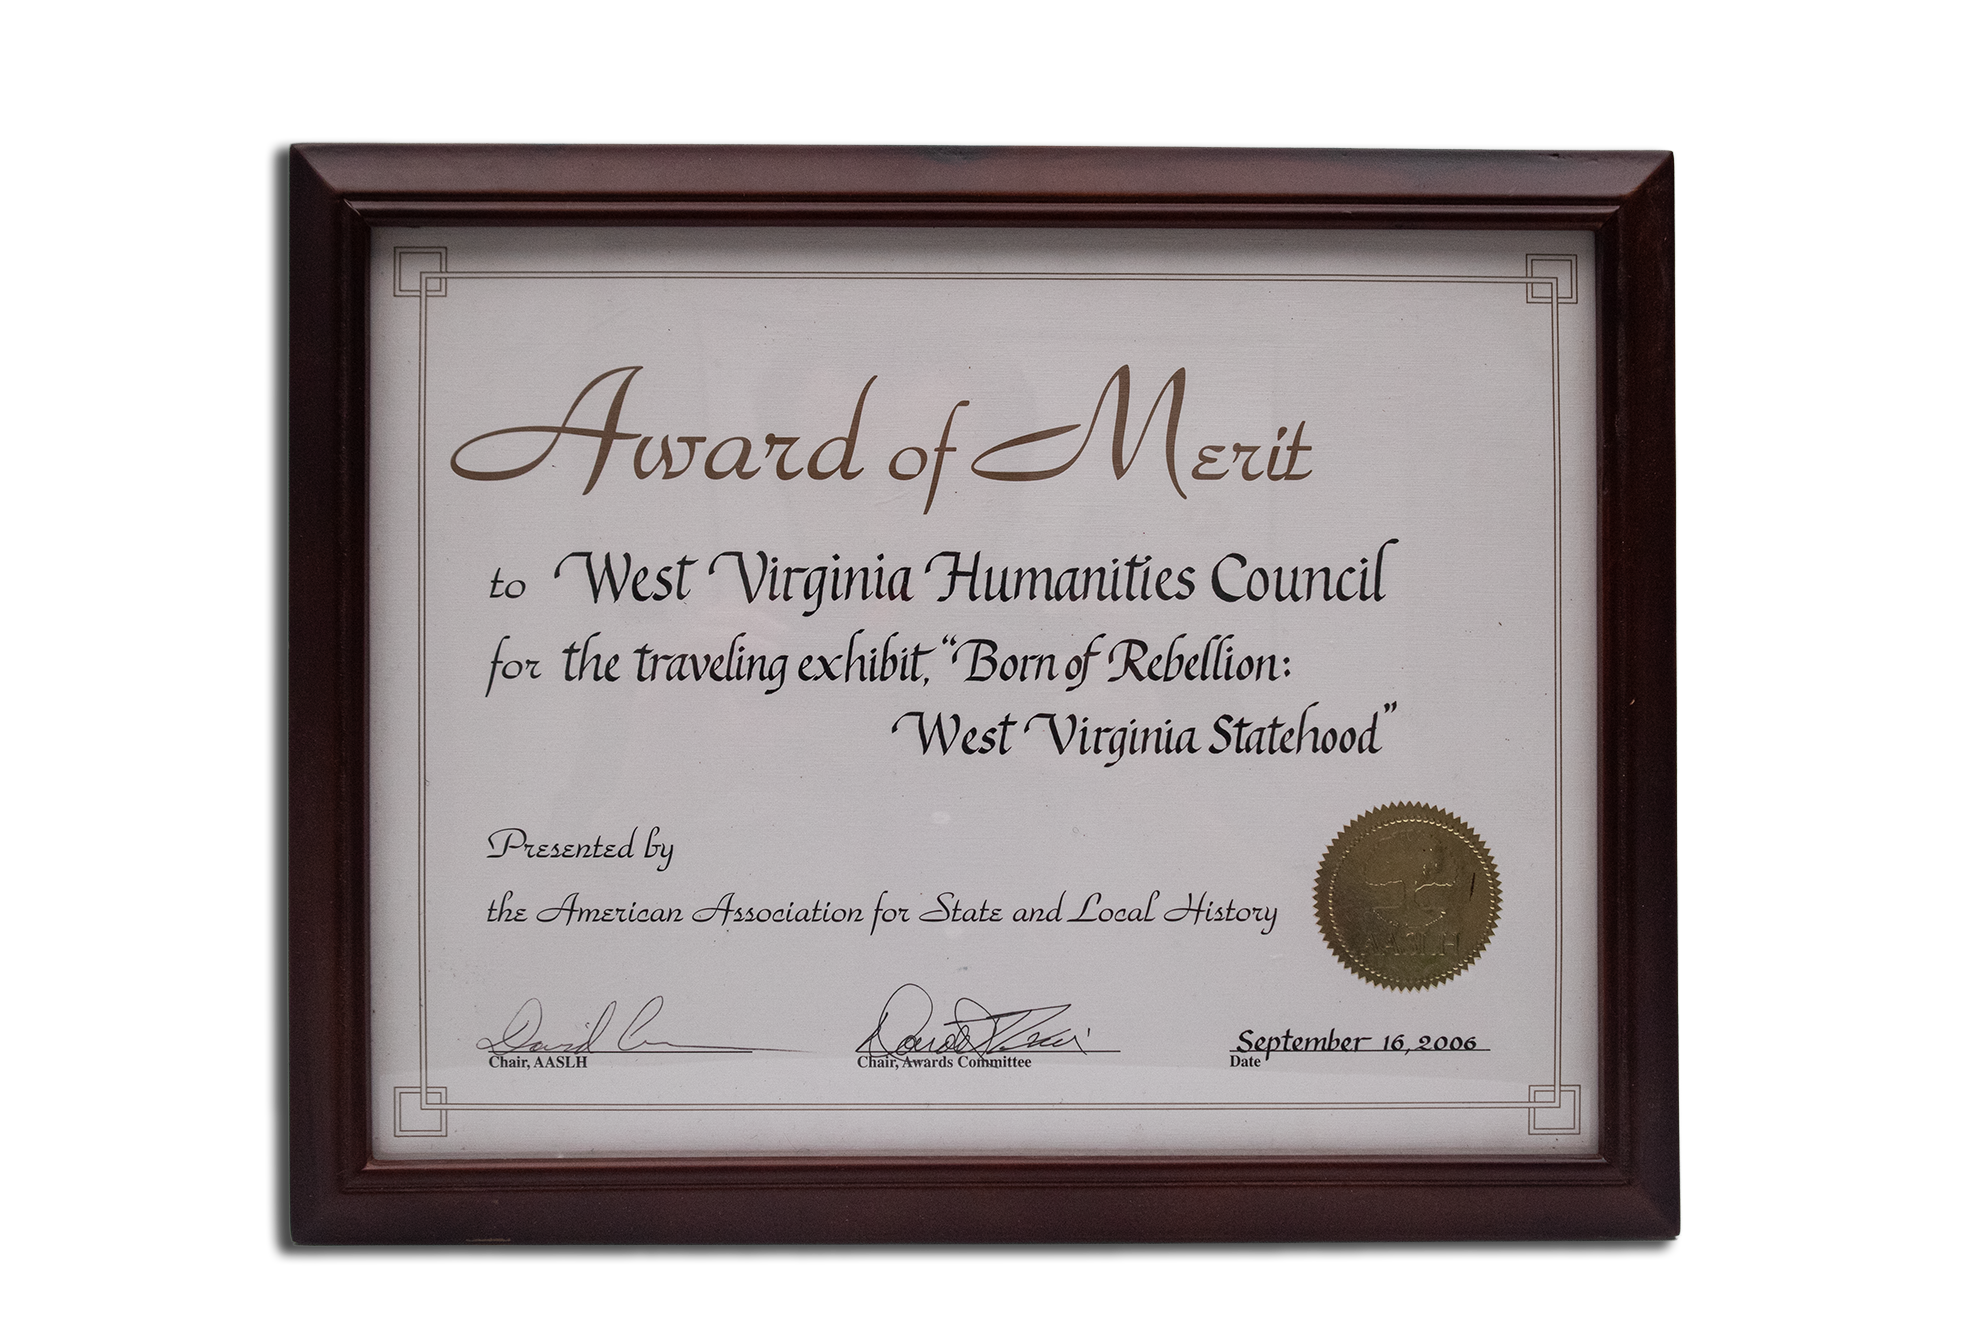 Award of Merit
to West Virginia Humanities Council
for the traveling exhibit, "Born of Rebellion:
West Virginia Statehood"
Presented by
the American Association for State and Local History
AASLH
David
Chair, AASLH
Chair, Awards Committee
September 16, 2006
Date